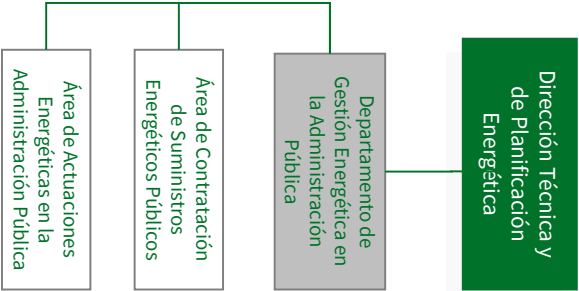 Dirección Técnica y
de Planificación
Energética
Departamento de
Gestión Energética en
la Administración
Pública
Área de Contratación
de Suministros
Energéticos Públicos
Área de Actuaciones
Energéticas en la
Administración Pública